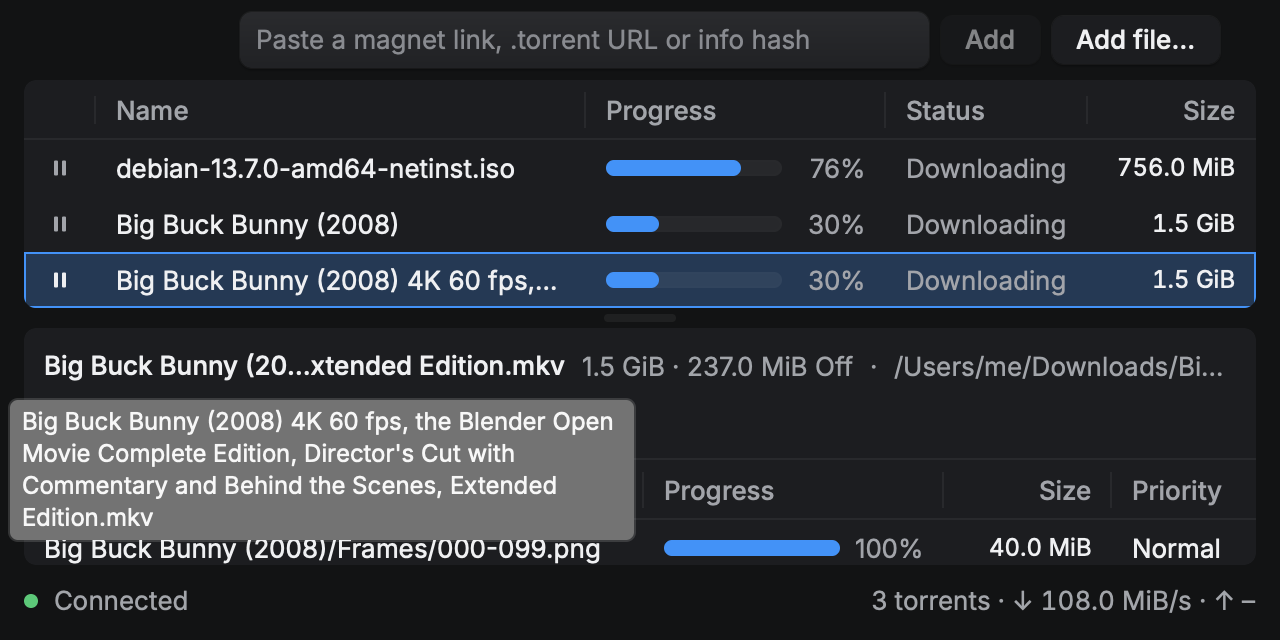 Paste a magnet link, .torrent URL or info hash
Add
Add file...
Name
Progress
Status
Size
debian-13.7.0-amd64-netinst.iso
76%
Downloading
756.0 MiB
Big Buck Bunny (2008)
30%
Downloading
1.5 GiB
Big Buck Bunny (2008) 4K 60 fps,...
30%
Downloading
1.5 GiB
Big Buck Bunny (20...xtended Edition.mkv
1.5 GiB · 237.0 MiB Off · /Users/me/Downloads/Bi...
Big Buck Bunny (2008) 4K 60 fps, the Blender Open
Movie Complete Edition, Director's Cut with
Commentary and Behind the Scenes, Extended
Edition.mkv
Progress
Size
Priority
Big Buck Bunny (2008)/Frames/000-099.png
100%
40.0 MiB
Normal
Connected
3 torrents · ↓ 108.0 MiB/s · ↑ –